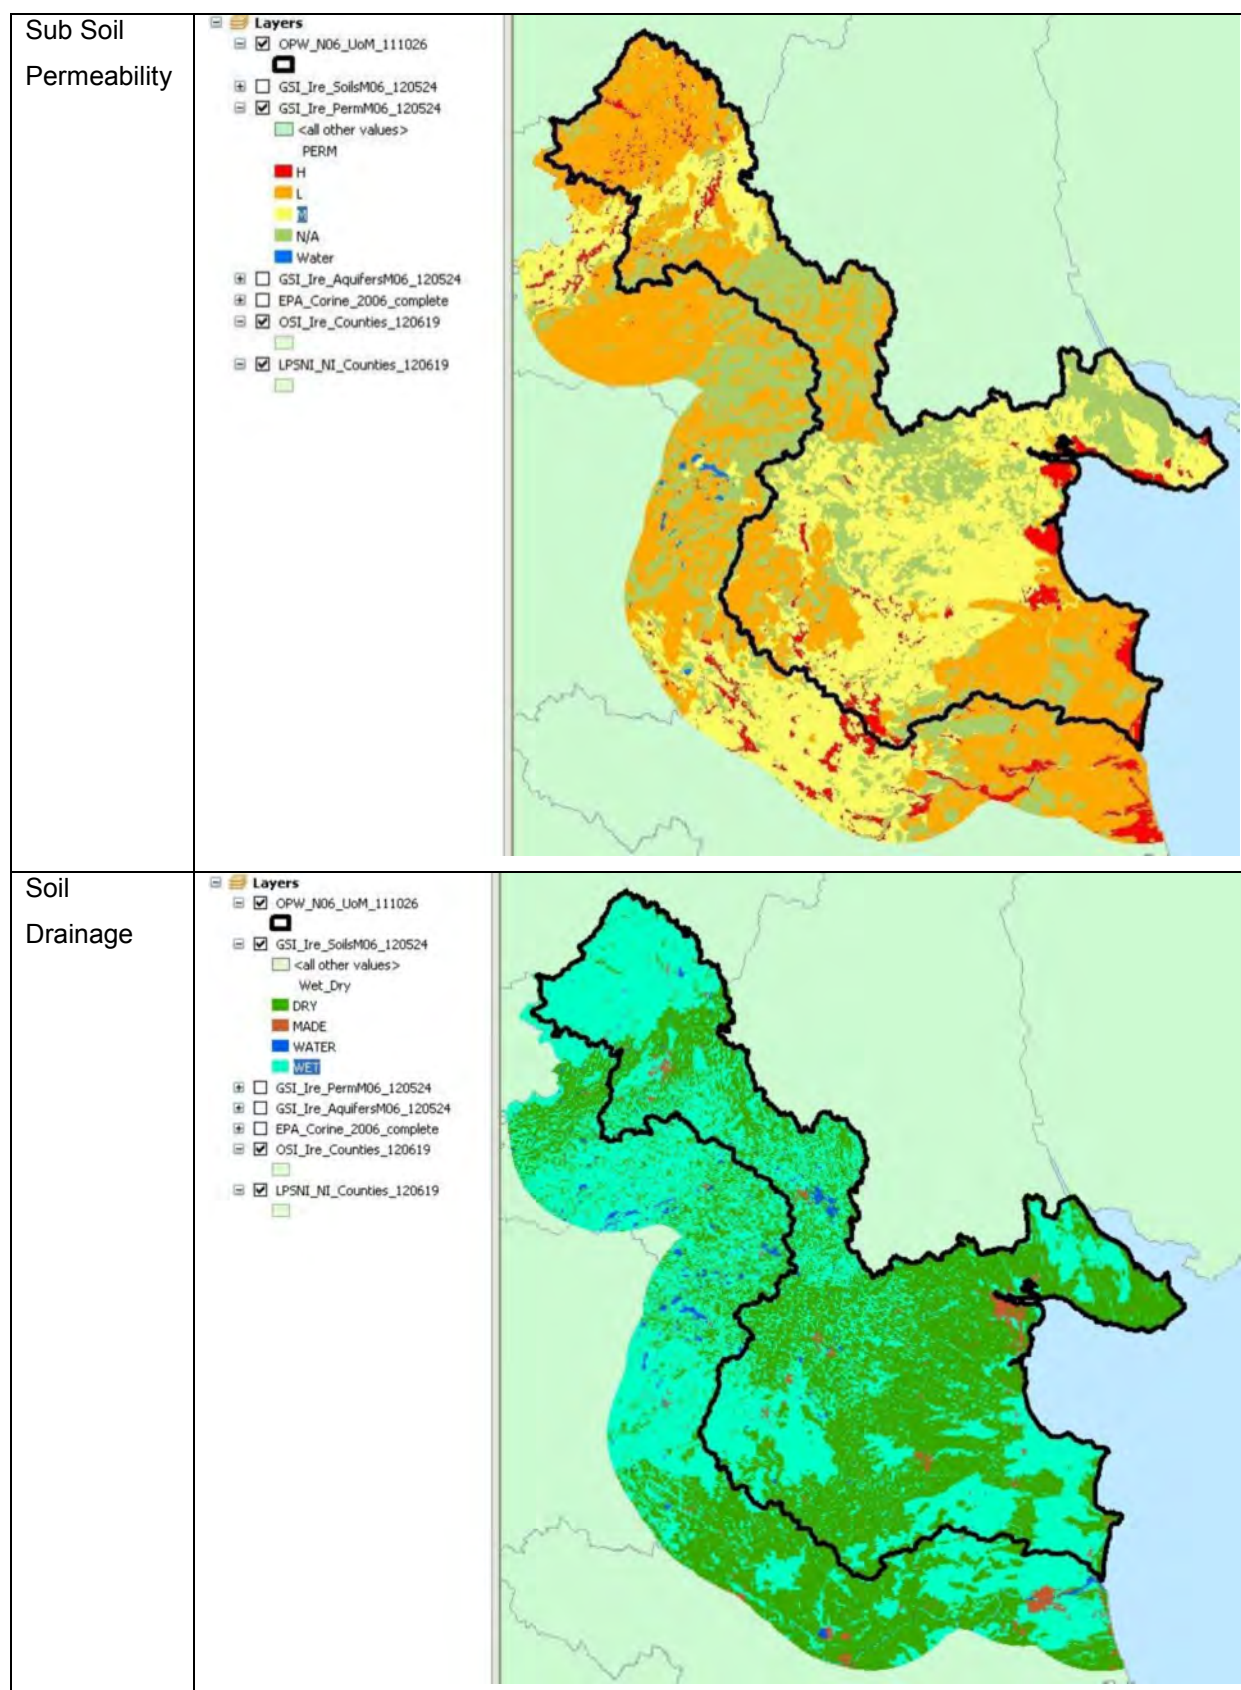 Sub Soil
Permeability
Layers
OPW_N06_UoM_111026
GSI_Ire_SoilsM06_120524
GSI_Ire_PermM06_120524
<all other values>
PERM
H
L
M
N/A
Water
GSI_Ire_AquifersM06_120524
EPA_Corine_2006_complete
OSI_Ire_Counties_120619
LPSNI_NI_Counties_120619
Soil
Drainage
Layers
OPW_N06_UoM_111026
GSI_Ire_SoilsM06_120524
<all other values>
Wet_Dry
DRY
MADE
WATER
WET
GSI_Ire_PermM06_120524
GSI_Ire_AquifersM06_120524
EPA_Corine_2006_complete
OSI_Ire_Counties_120619
LPSNI_NI_Counties_120619